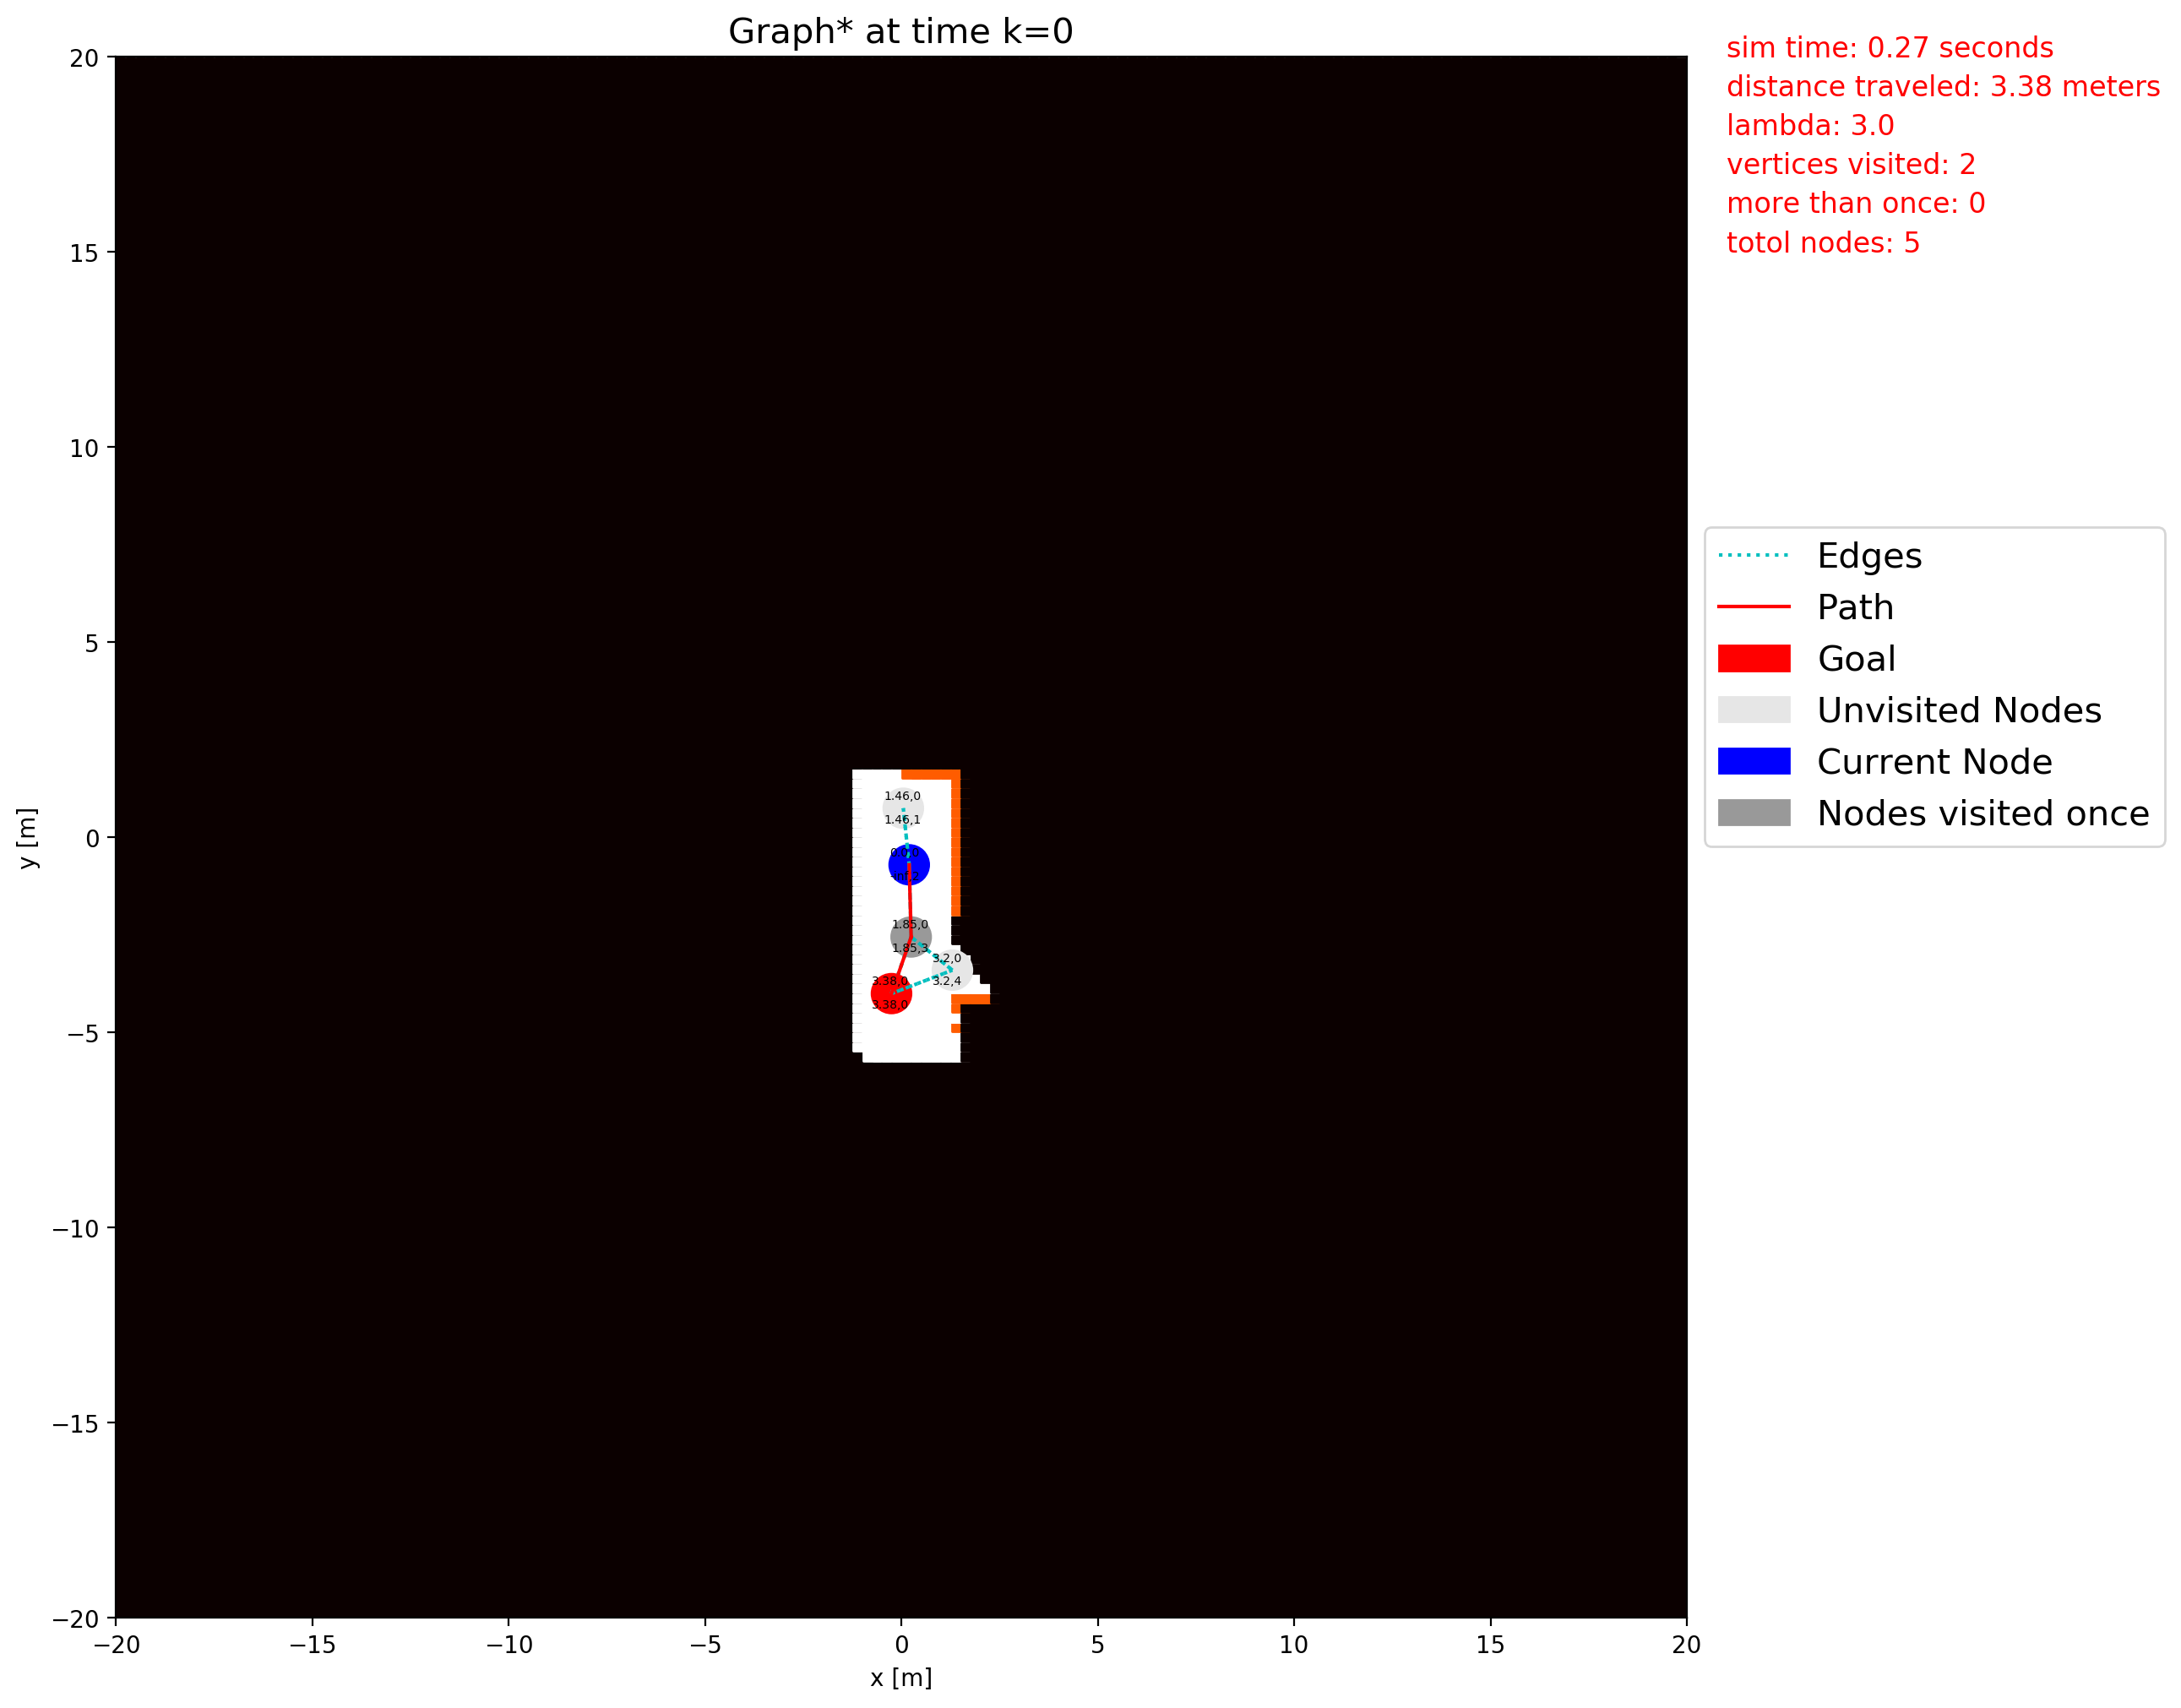 Graph* at time k=0
sim time: 0.27 seconds
distance traveled: 3.38 meters
lambda: 3.0
vertices visited: 2
more than once: 0
totol nodes: 5
20
15
10
5
0
−5
−10
−15
−20
y [m]
1.46,0
1.46,1
1.85,0
1.85,3
3.2,0
3.2,4
3.38,0
3.38,0
Edges
Path
Goal
Unvisited Nodes
Current Node
Nodes visited once
−20
−15
−10
−5
0
5
10
15
20
x [m]